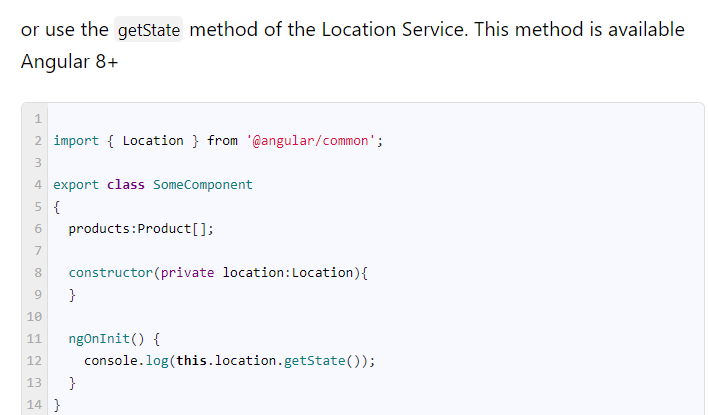 or use the getState method of the Location Service. This method is available
Angular 8+
1
2 import { Location } from '@angular/common';
3
4 export class SomeComponent
5 {
6   products:Product[];
7
8   constructor(private location:Location){
9   }
10
11   ngOnInit() {
12     console.log(this.location.getState());
13   }
14 }